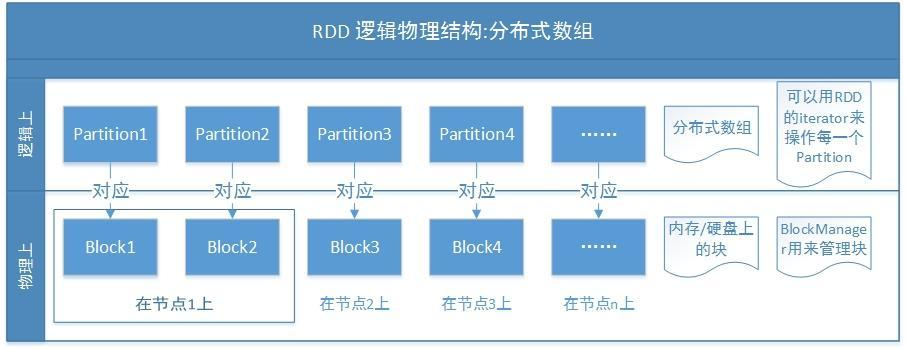 RDD 逻辑物理结构:分布式数组
逻辑上
Partition1
Partition2
Partition3
Partition4
……
分布式数组
可以用RDD
的iterator来
操作每一个
Partition
对应
对应
对应
对应
对应
物理上
Block1
Block2
Block3
Block4
……
内存/硬盘上
的块
BlockManage
r用来管理块
在节点1上
在节点2上
在节点3上
在节点n上